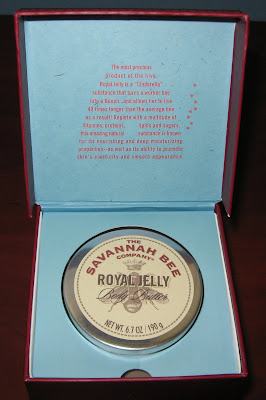 The most precious
product of the hive,
Royal Jelly is a "Cinderella"
substance that turns a worker bee
into a Queen...and allows her to live
40 times longer than the average bee
as a result! Replete with a multitude of
vitamins, proteins, lipids and sugars,
this amazing natural substance is known
for its nourishing and deep moisturizing
properties—as well as its ability to promote
skin's elasticity and smooth appearance.
THE
SAVANNAH BEE
COMPANY®
ROYAL JELLY
Body Butter
NET WT. 6.7 OZ / 190 g